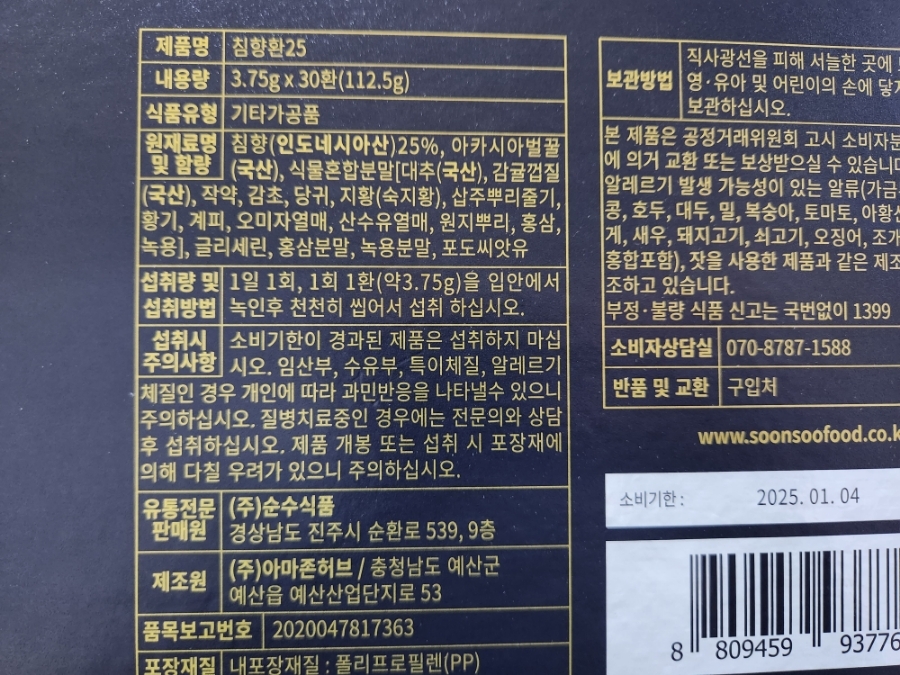 제품명 침향환25
내용량 3.75g x 30환(112.5g)
식품유형 기타가공품
원재료명 및 함량 침향(인도네시아산)25%, 아카시아벌꿀
(국산), 식물혼합분말[대추(국산), 감귤껍질
(국산), 작약, 감초, 당귀, 지황(숙지황), 삽주뿌리줄기,
황기, 계피, 오미자열매, 산수유열매, 원지뿌리, 홍삼,
녹용], 글리세린, 홍삼분말, 녹용분말, 포도씨앗유
섭취량 및 섭취방법 1일 1회, 1회 1환(약3.75g)을 입안에서
녹인후 천천히 씹어서 섭취 하십시오.
섭취시 주의사항 소비기한이 경과된 제품은 섭취하지 마십
시오. 임산부, 수유부, 특이체질, 알레르기
체질인 경우 개인에 따라 과민반응을 나타낼수 있으니
주의하십시오. 질병치료중인 경우에는 전문의와 상담
후 섭취하십시오. 제품 개봉 또는 섭취 시 포장재에
의해 다칠 우려가 있으니 주의하십시오.
유통전문 판매원 (주)순수식품
경상남도 진주시 순환로 539, 9층
제조원 (주)아마존허브 / 충청남도 예산군
예산읍 예산산업단지로 53
품목보고번호 2020047817363
포장재질 내포장재질 : 폴리프로필렌(PP)
보관방법 직사광선을 피해 서늘한 곳에
영·유아 및 어린이의 손에
보관하십시오.
본 제품은 공정거래위원회 고시 소비자분
에 의거 교환 또는 보상받으실 수 있습니다
알레르기 발생 가능성이 있는 알류(가금
콩, 호두, 대두, 밀, 복숭아, 토마토, 아황산
게, 새우, 돼지고기, 쇠고기, 오징어, 조개
홍합포함), 잣을 사용한 제품과 같은 제조
조하고 있습니다.
부정·불량 식품 신고는 국번없이 1399
소비자상담실 070-8787-1588
반품 및 교환 구입처
www.soonsoofood.co.k
소비기한 : 2025. 01. 04
8 809459 93776